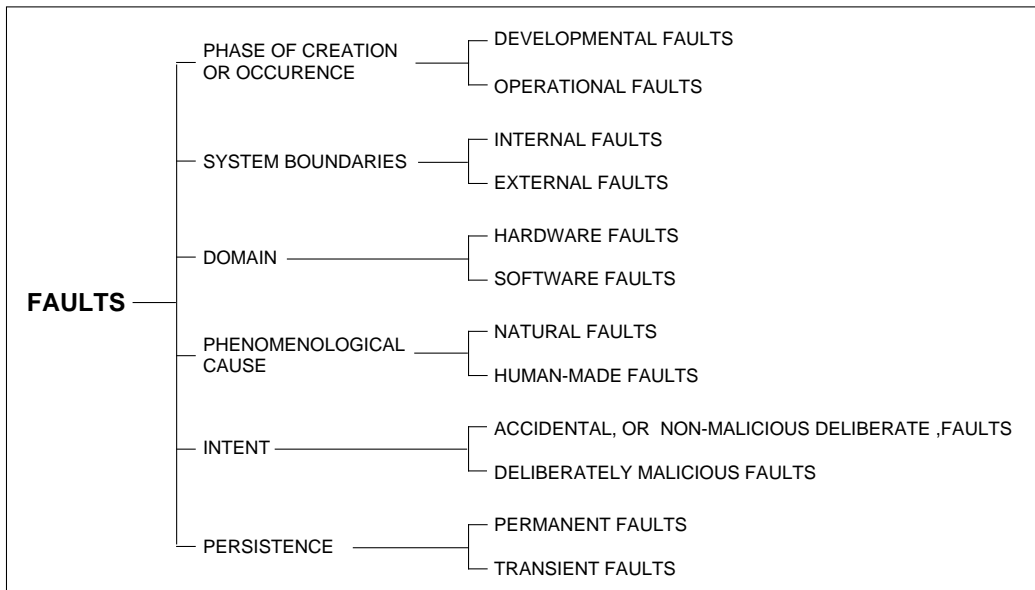 FAULTS
PHASE OF CREATION
OR OCCURENCE
DEVELOPMENTAL FAULTS
OPERATIONAL FAULTS
SYSTEM BOUNDARIES
INTERNAL FAULTS
EXTERNAL FAULTS
DOMAIN
HARDWARE FAULTS
SOFTWARE FAULTS
PHENOMENOLOGICAL
CAUSE
NATURAL FAULTS
HUMAN-MADE FAULTS
INTENT
ACCIDENTAL, OR NON-MALICIOUS DELIBERATE ,FAULTS
DELIBERATELY MALICIOUS FAULTS
PERSISTENCE
PERMANENT FAULTS
TRANSIENT FAULTS